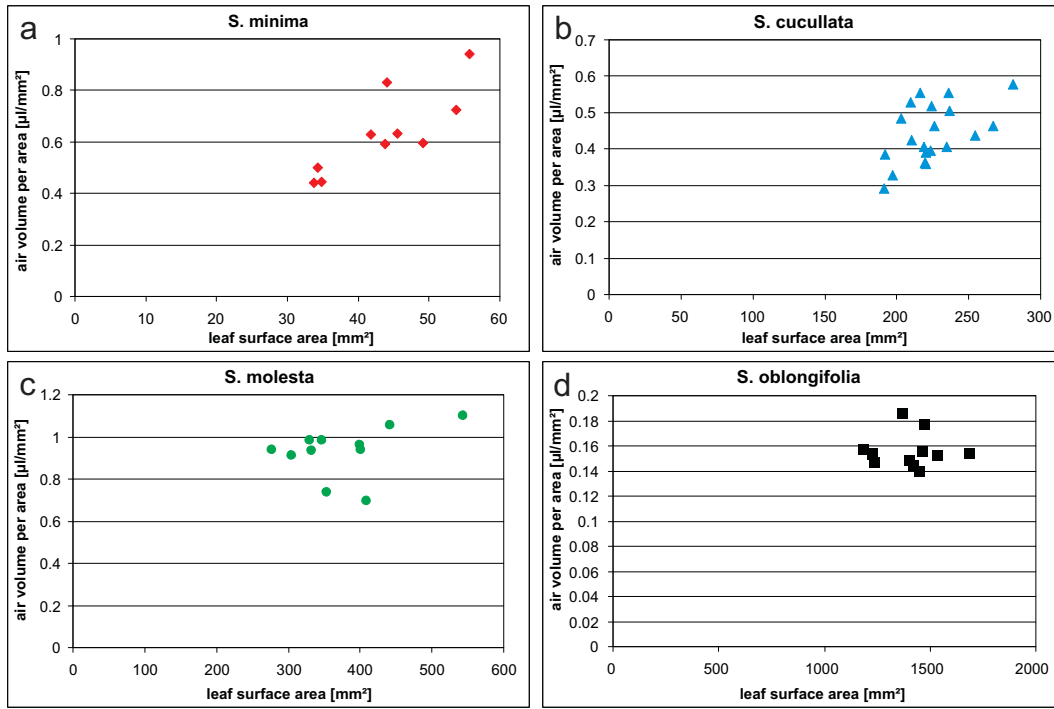 a
S. minima
air volume per area [µl/mm²]
1
0.8
0.6
0.4
0.2
0
0 10 20 30 40 50 60
leaf surface area [mm²]
b
S. cucullata
air volume per area [µl/mm²]
0.7
0.6
0.5
0.4
0.3
0.2
0.1
0
0 50 100 150 200 250 300
leaf surface area [mm²]
c
S. molesta
air volume per area [µl/mm²]
1.2
1
0.8
0.6
0.4
0.2
0
0 100 200 300 400 500 600
leaf surface area [mm²]
d
S. oblongifolia
air volume per area [µl/mm²]
0.2
0.18
0.16
0.14
0.12
0.1
0.08
0.06
0.04
0.02
0
0 500 1000 1500 2000
leaf surface area [mm²]